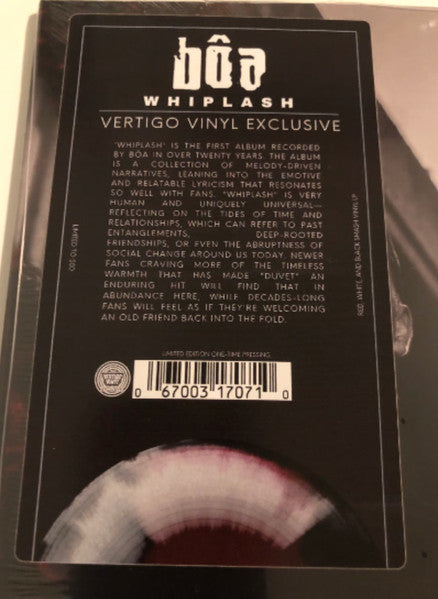 bôa
WHIPLASH
VERTIGO VINYL EXCLUSIVE
'WHIPLASH' IS THE FIRST ALBUM RECORDED
BY BÔA IN OVER TWENTY YEARS. THE ALBUM
IS A COLLECTION OF MELODY-DRIVEN
NARRATIVES, LEANING INTO THE EMOTIVE
AND RELATABLE LYRICISM THAT RESONATES
SO WELL WITH FANS. "WHIPLASH" IS VERY
HUMAN AND UNIQUELY UNIVERSAL—
REFLECTING ON THE TIDES OF TIME AND
RELATIONSHIPS, WHICH CAN REFER TO PAST
ENTANGLEMENTS, DEEP-ROOTED
FRIENDSHIPS, OR EVEN THE ABRUPTNESS OF
SOCIAL CHANGE AROUND US TODAY. NEWER
FANS CRAVING MORE OF THE TIMELESS
WARMTH THAT HAS MADE "DUVET" AN
ENDURING HIT WILL FIND THAT IN
ABUNDANCE HERE, WHILE DECADES-LONG
FANS WILL FEEL AS IF THEY'RE WELCOMING
AN OLD FRIEND BACK INTO THE FOLD.
LIMITED TO 500
RED, WHITE, AND BLACK SMASH VINYL LP
LIMITED EDITION ONE-TIME PRESSING
0 67003 17071 0